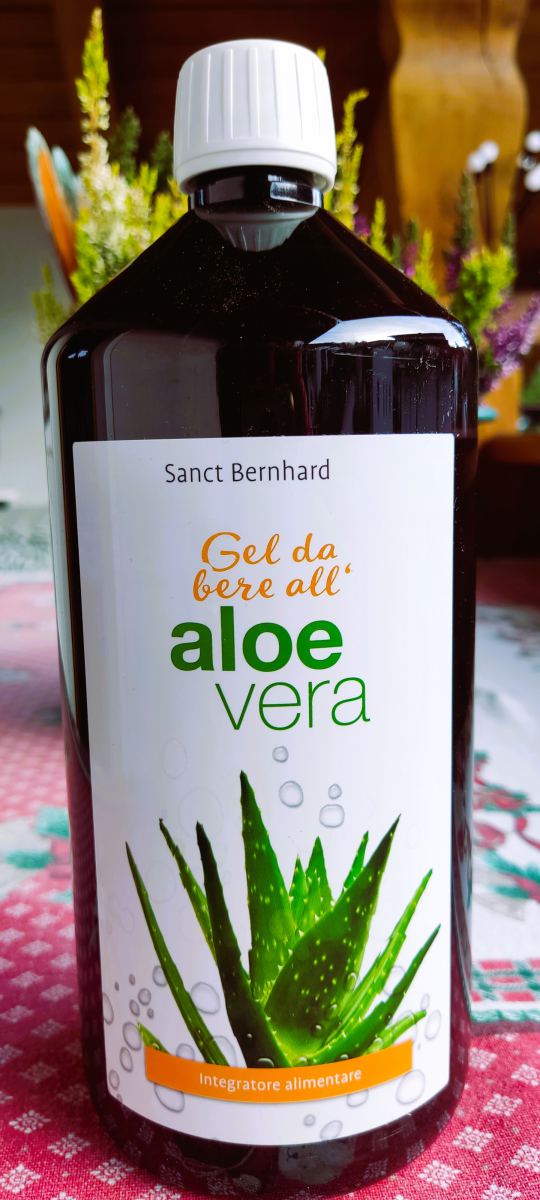 Sanct Bernhard
Gel da
bere all‘
aloe
vera
Integratore alimentare